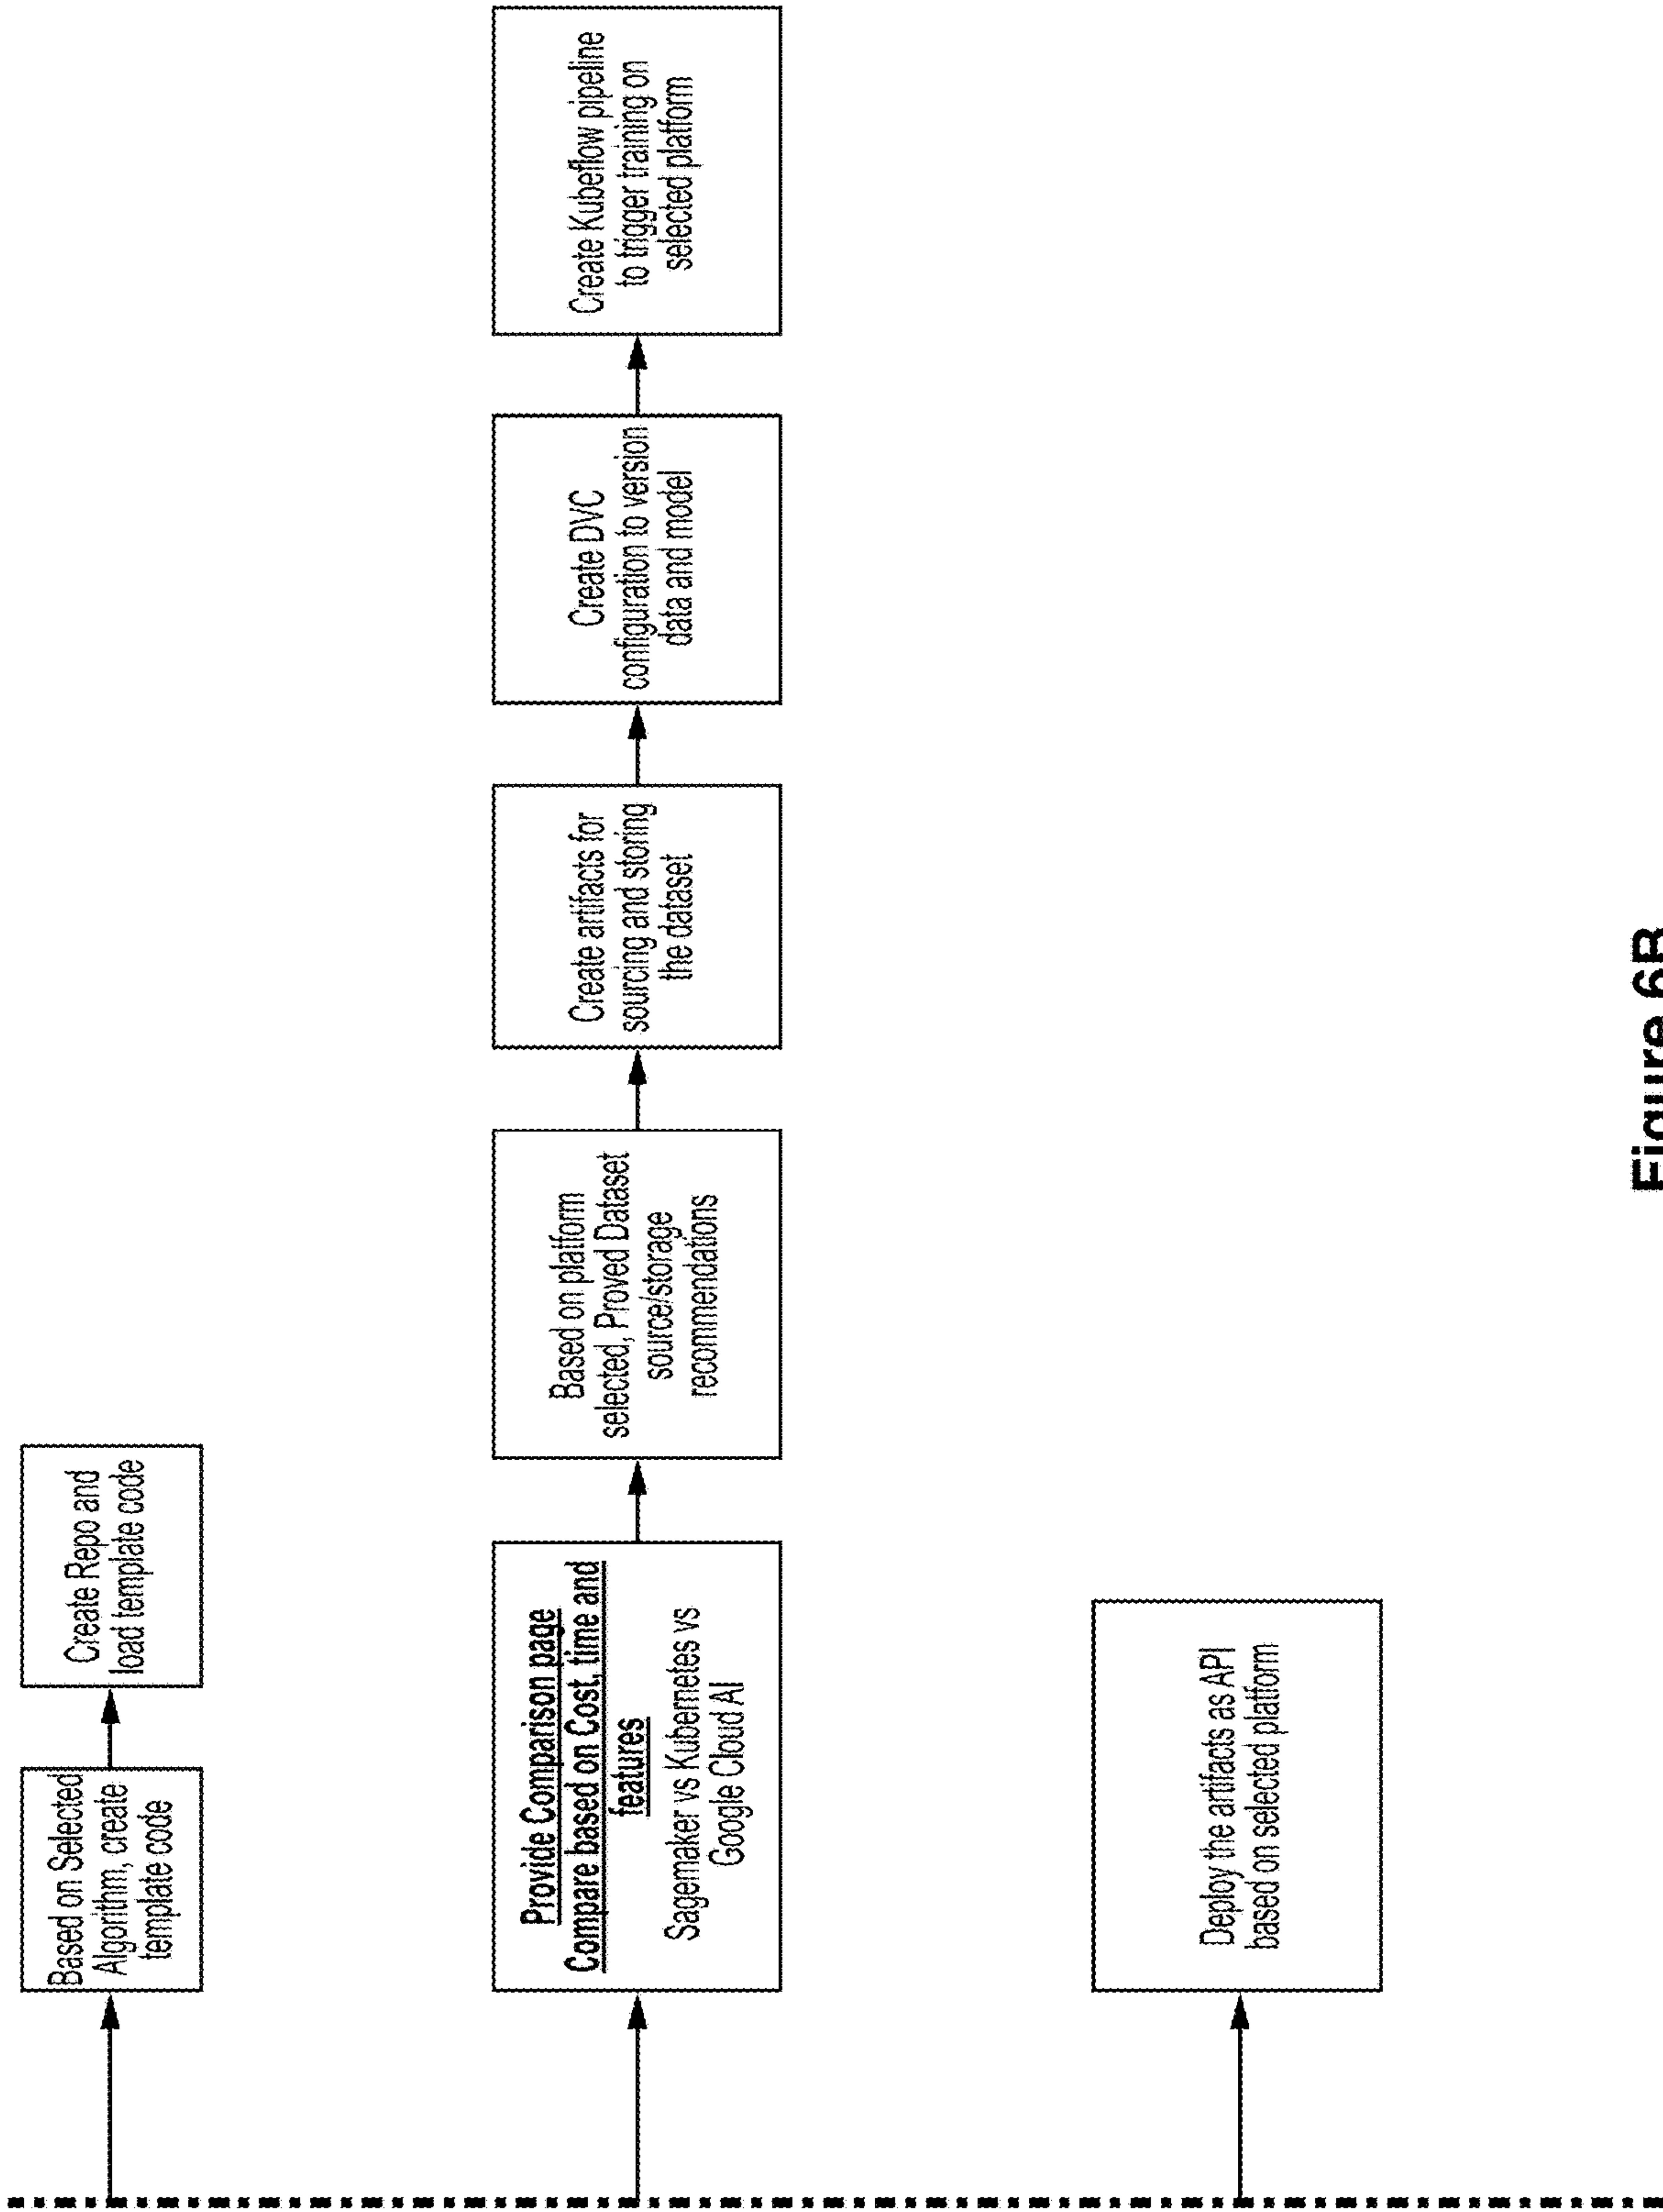 Based on Selected
Algorithm, create
template code
Create Repo and
load template code
Provide Comparison page
Compare based on Cost, time and
features
Sagemaker vs Kubernetes vs
Google Cloud AI
Based on platform
selected, Proved Dataset
source/storage
recommendations
Create artifacts for
sourcing and storing
the dataset
Create DVC
configuration to version
data and model
Create Kubeflow pipeline
to trigger training on
selected platform
Deploy the artifacts as API
based on selected platform
Figure 6B